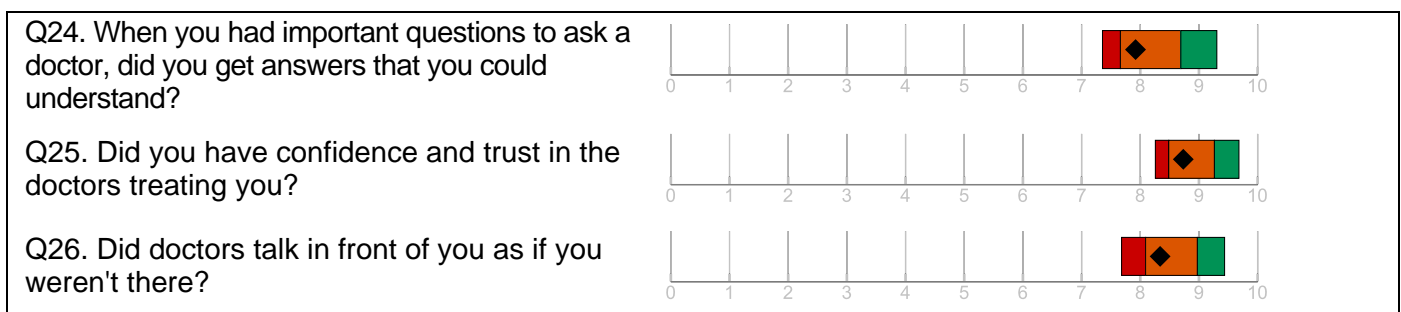 Q24. When you had important questions to ask a
doctor, did you get answers that you could
understand?
0 1 2 3 4 5 6 7 8 9 10
Q25. Did you have confidence and trust in the
doctors treating you?
0 1 2 3 4 5 6 7 8 9 10
Q26. Did doctors talk in front of you as if you
weren't there?
0 1 2 3 4 5 6 7 8 9 10